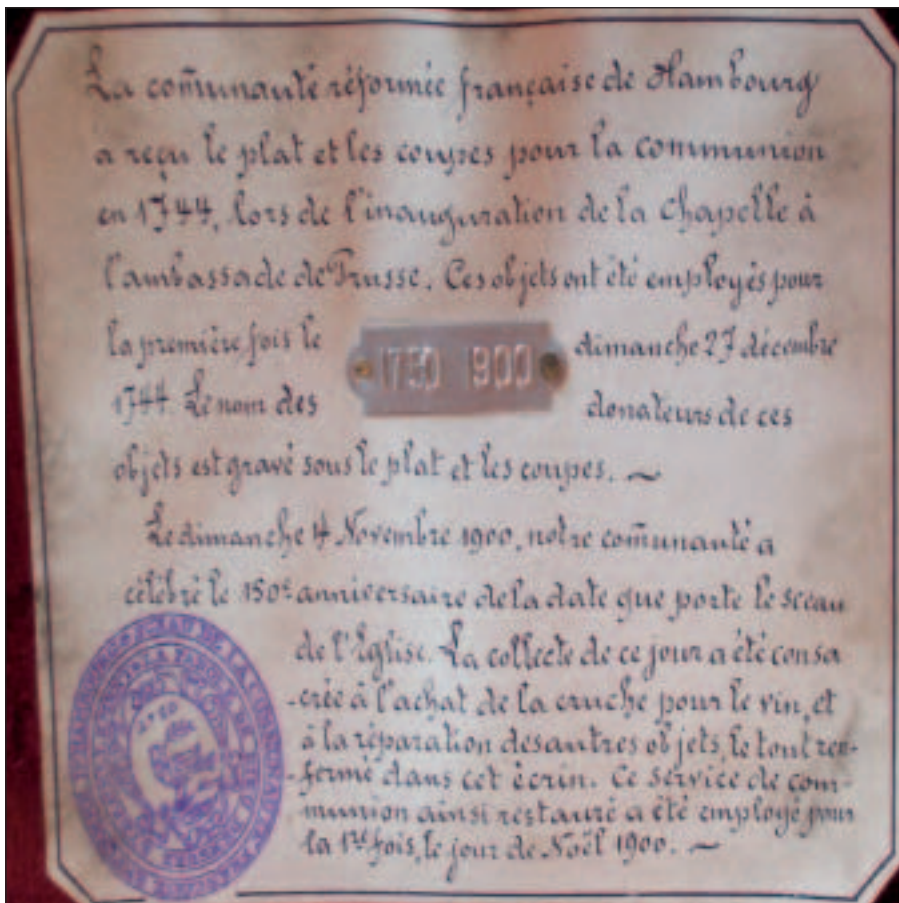 La com̃unauté réformée française de Hambourg
a reçu le plat et les coupes pour la communion
en 1744, lors de l'inauguration de la chapelle à
l'ambassade de Prusse. Ces objets ont été employés pour
la première fois le dimanche 27 décembre
1750 1900
1744. Le nom des donateurs de ces
objets est gravé sous le plat et les coupes. ~
Le dimanche 4 Novembre 1900, notre com̃unauté a
célébré le 150e anniversaire de la date que porte le sceau
de l'Église. La collecte de ce jour a été consa
-crée à l'achat de la cruche pour le vin, et
à la réparation des autres objets, le tout ren-
-fermé dans cet écrin. Ce service de com-
-munion ainsi restauré a été employé pour
la 1re fois, le jour de Noël 1900. ~